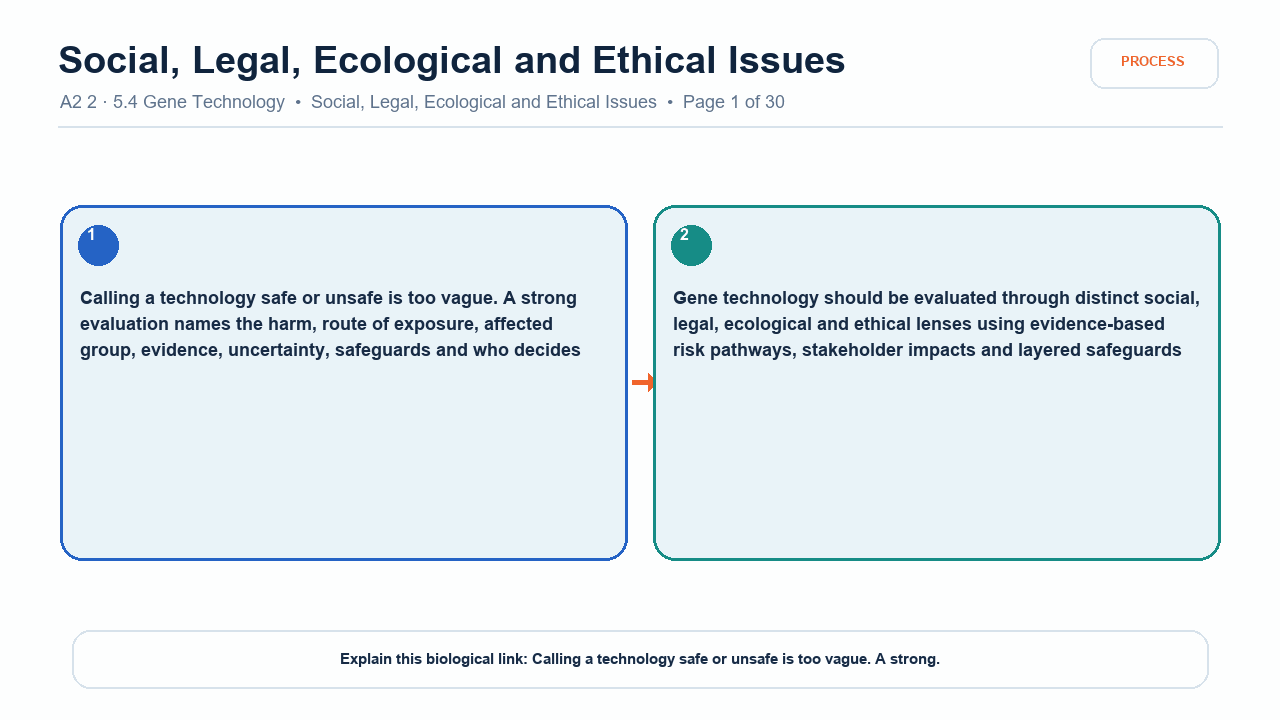 Social, Legal, Ecological and Ethical Issues
PROCESS
A2 2 · 5.4 Gene Technology • Social, Legal, Ecological and Ethical Issues • Page 1 of 30
1
Calling a technology safe or unsafe is too vague. A strong
evaluation names the harm, route of exposure, affected
group, evidence, uncertainty, safeguards and who decides
2
Gene technology should be evaluated through distinct social,
legal, ecological and ethical lenses using evidence-based
risk pathways, stakeholder impacts and layered safeguards
Explain this biological link: Calling a technology safe or unsafe is too vague. A strong.